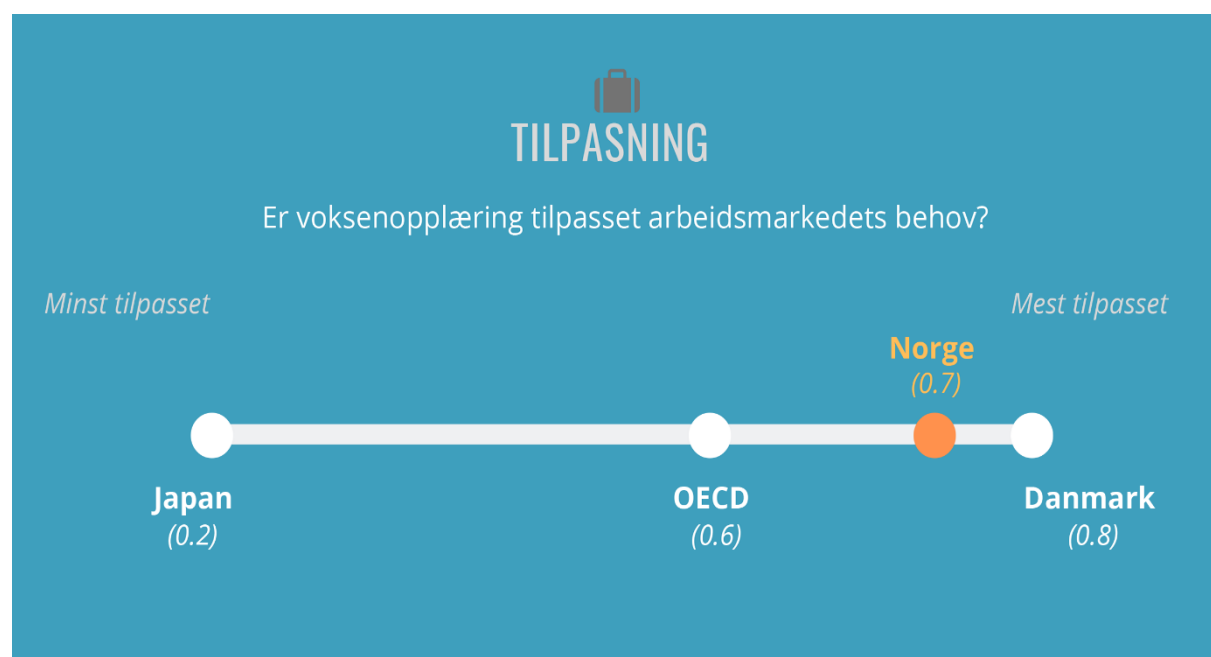 TILPASNING
Er voksenopplæring tilpasset arbeidsmarkedets behov?
Minst tilpasset
Mest tilpasset
Norge
(0.7)
Japan
(0.2)
OECD
(0.6)
Danmark
(0.8)